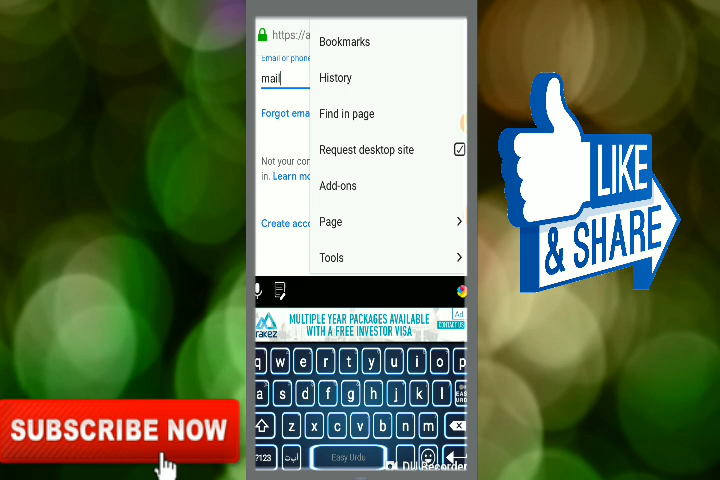 https://a
Email or phone
mail
Forgot ema
Not your co
in. Learn mo
Create acco
Bookmarks
History
Find in page
Request desktop site
Add-ons
Page
Tools
Ad
MULTIPLE YEAR PACKAGES AVAILABLE
WITH A FREE INVESTOR VISA
CONTACT US
rakez
q w e r t y u i o p
a s d f g h j k l
z x c v b n m
?123
Easy Urdu
DU Recorder
SUBSCRIBE NOW
LIKE
& SHARE